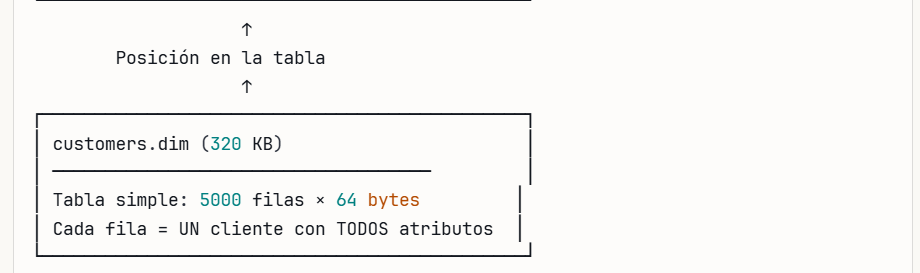 ↑
Posición en la tabla
↑
customers.dim (320 KB)
Tabla simple: 5000 filas × 64 bytes
Cada fila = UN cliente con TODOS atributos